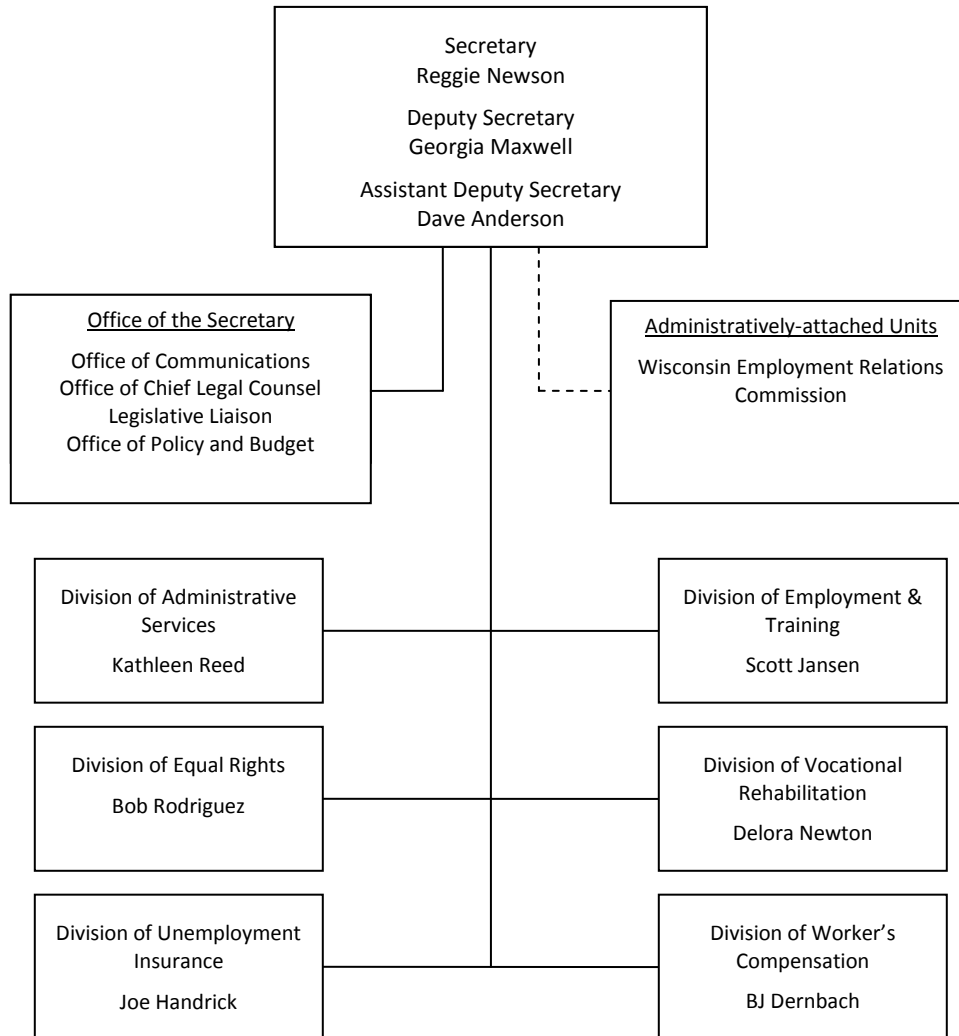 Secretary
Reggie Newson
Deputy Secretary
Georgia Maxwell
Assistant Deputy Secretary
Dave Anderson
Office of the Secretary
Office of Communications
Office of Chief Legal Counsel
Legislative Liaison
Office of Policy and Budget
Administratively-attached Units
Wisconsin Employment Relations
Commission
Division of Administrative
Services
Kathleen Reed
Division of Employment &
Training
Scott Jansen
Division of Equal Rights
Bob Rodriguez
Division of Vocational
Rehabilitation
Delora Newton
Division of Unemployment
Insurance
Joe Handrick
Division of Worker’s
Compensation
BJ Dernbach